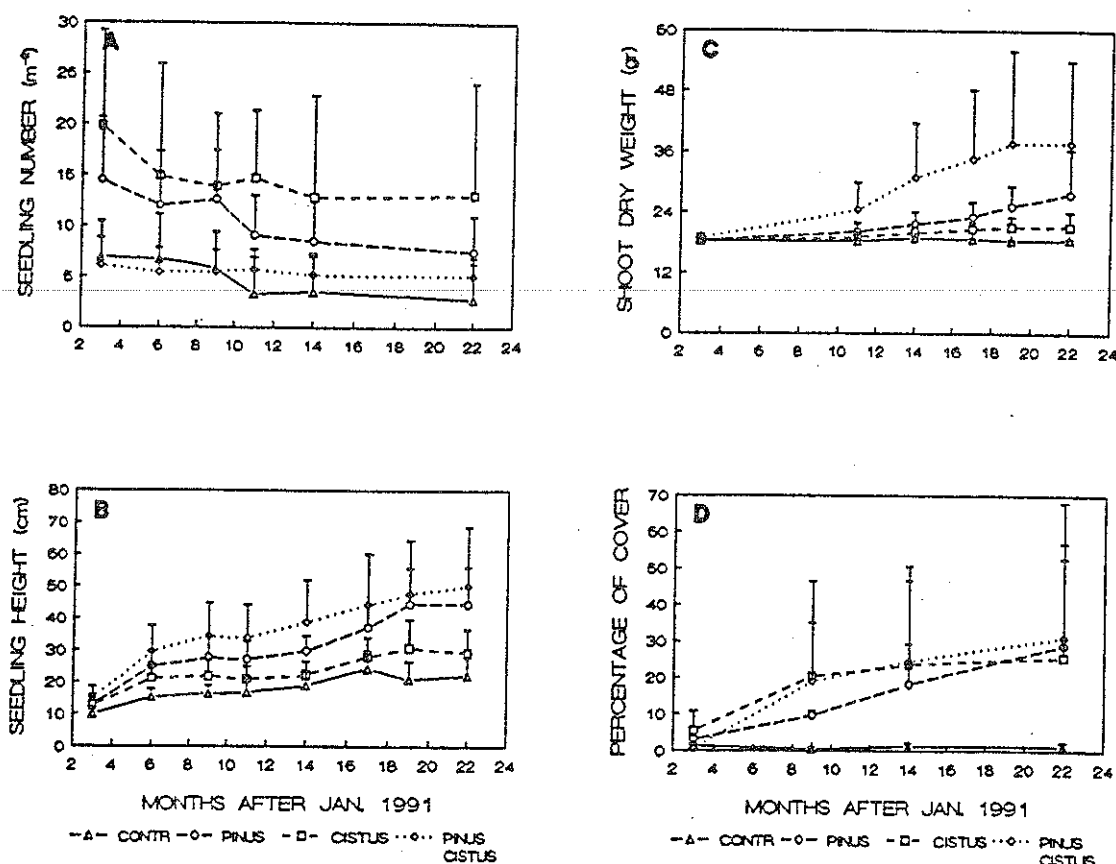 A
SEEDLING NUMBER (m⁻²)
30
25
20
15
10
5
0
2 4 6 8 10 12 14 16 18 20 22 24
C
SHOOT DRY WEIGHT (gr)
60
48
36
24
12
0
2 4 6 8 10 12 14 16 18 20 22 24
B
SEEDLING HEIGHT (cm)
80
70
60
50
40
30
20
10
0
2 4 6 8 10 12 14 16 18 20 22 24
MONTHS AFTER JAN. 1991
CONTR PINUS CISTUS PINUS
CISTUS
D
PERCENTAGE OF COVER
70
60
50
40
30
20
10
0
2 4 6 8 10 12 14 16 18 20 22 24
MONTHS AFTER JAN. 1991
CONTR PINUS CISTUS PINUS
CISTUS